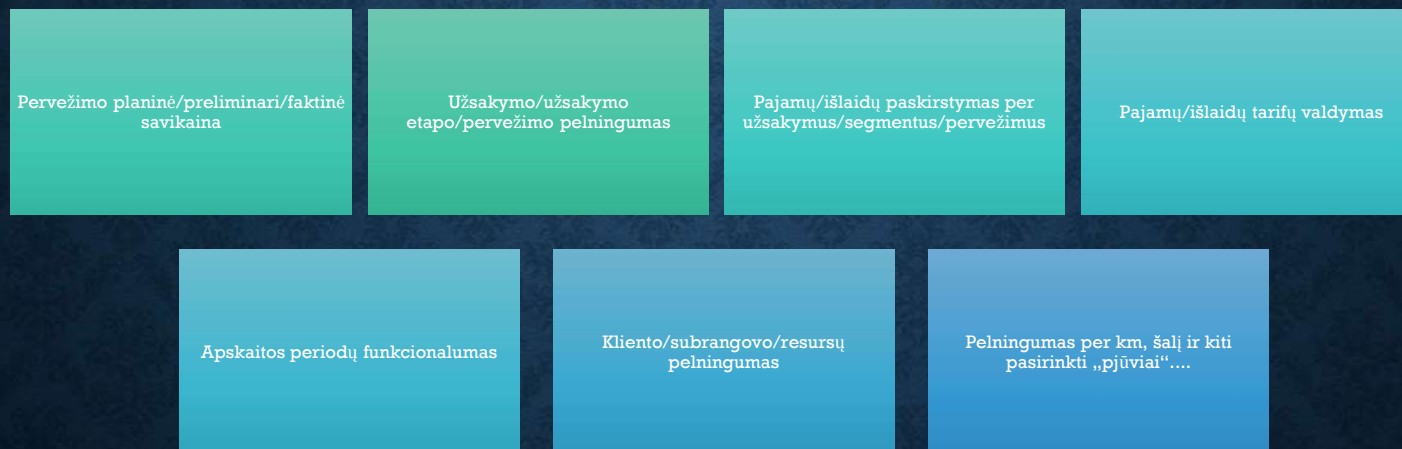 Pervežimo planinė/preliminari/faktinė
savikaina
Užsakymo/užsakymo
etapo/pervežimo pelningumas
Pajamų/išlaidų paskirstymas per
užsakymus/segmentus/pervežimus
Pajamų/išlaidų tarifų valdymas
Apskaitos periodų funkcionalumas
Kliento/subrangovo/resursų
pelningumas
Pelningumas per km, šalį ir kiti
pasirinkti „pjūviai“....